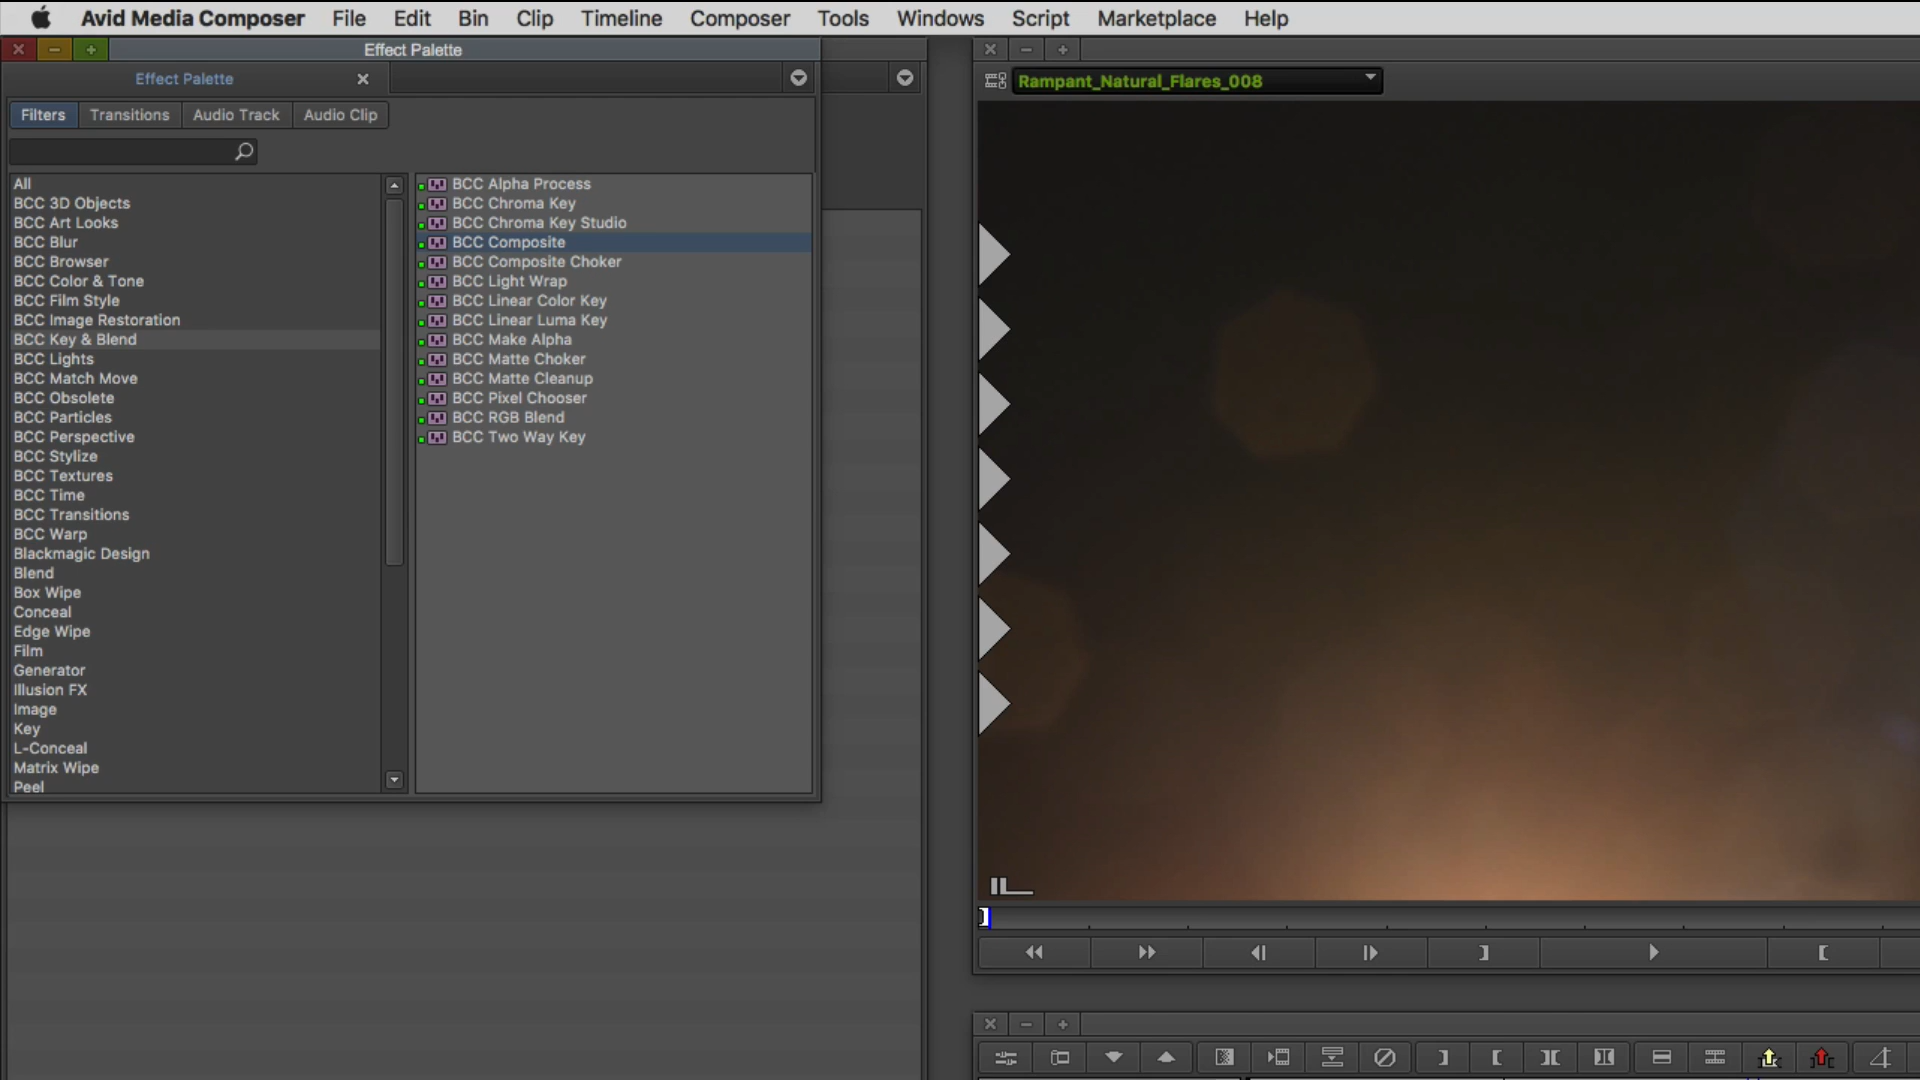 Avid Media Composer File Edit Bin Clip Timeline Composer Tools Windows Script Marketplace Help
Effect Palette
Effect Palette
Filters Transitions Audio Track Audio Clip
All
BCC 3D Objects
BCC Art Looks
BCC Blur
BCC Browser
BCC Color & Tone
BCC Film Style
BCC Image Restoration
BCC Key & Blend
BCC Lights
BCC Match Move
BCC Obsolete
BCC Particles
BCC Perspective
BCC Stylize
BCC Textures
BCC Time
BCC Transitions
BCC Warp
Blackmagic Design
Blend
Box Wipe
Conceal
Edge Wipe
Film
Generator
Illusion FX
Image
Key
L-Conceal
Matrix Wipe
Peel
BCC Alpha Process
BCC Chroma Key
BCC Chroma Key Studio
BCC Composite
BCC Composite Choker
BCC Light Wrap
BCC Linear Color Key
BCC Linear Luma Key
BCC Make Alpha
BCC Matte Choker
BCC Matte Cleanup
BCC Pixel Chooser
BCC RGB Blend
BCC Two Way Key
Rampant_Natural_Flares_008